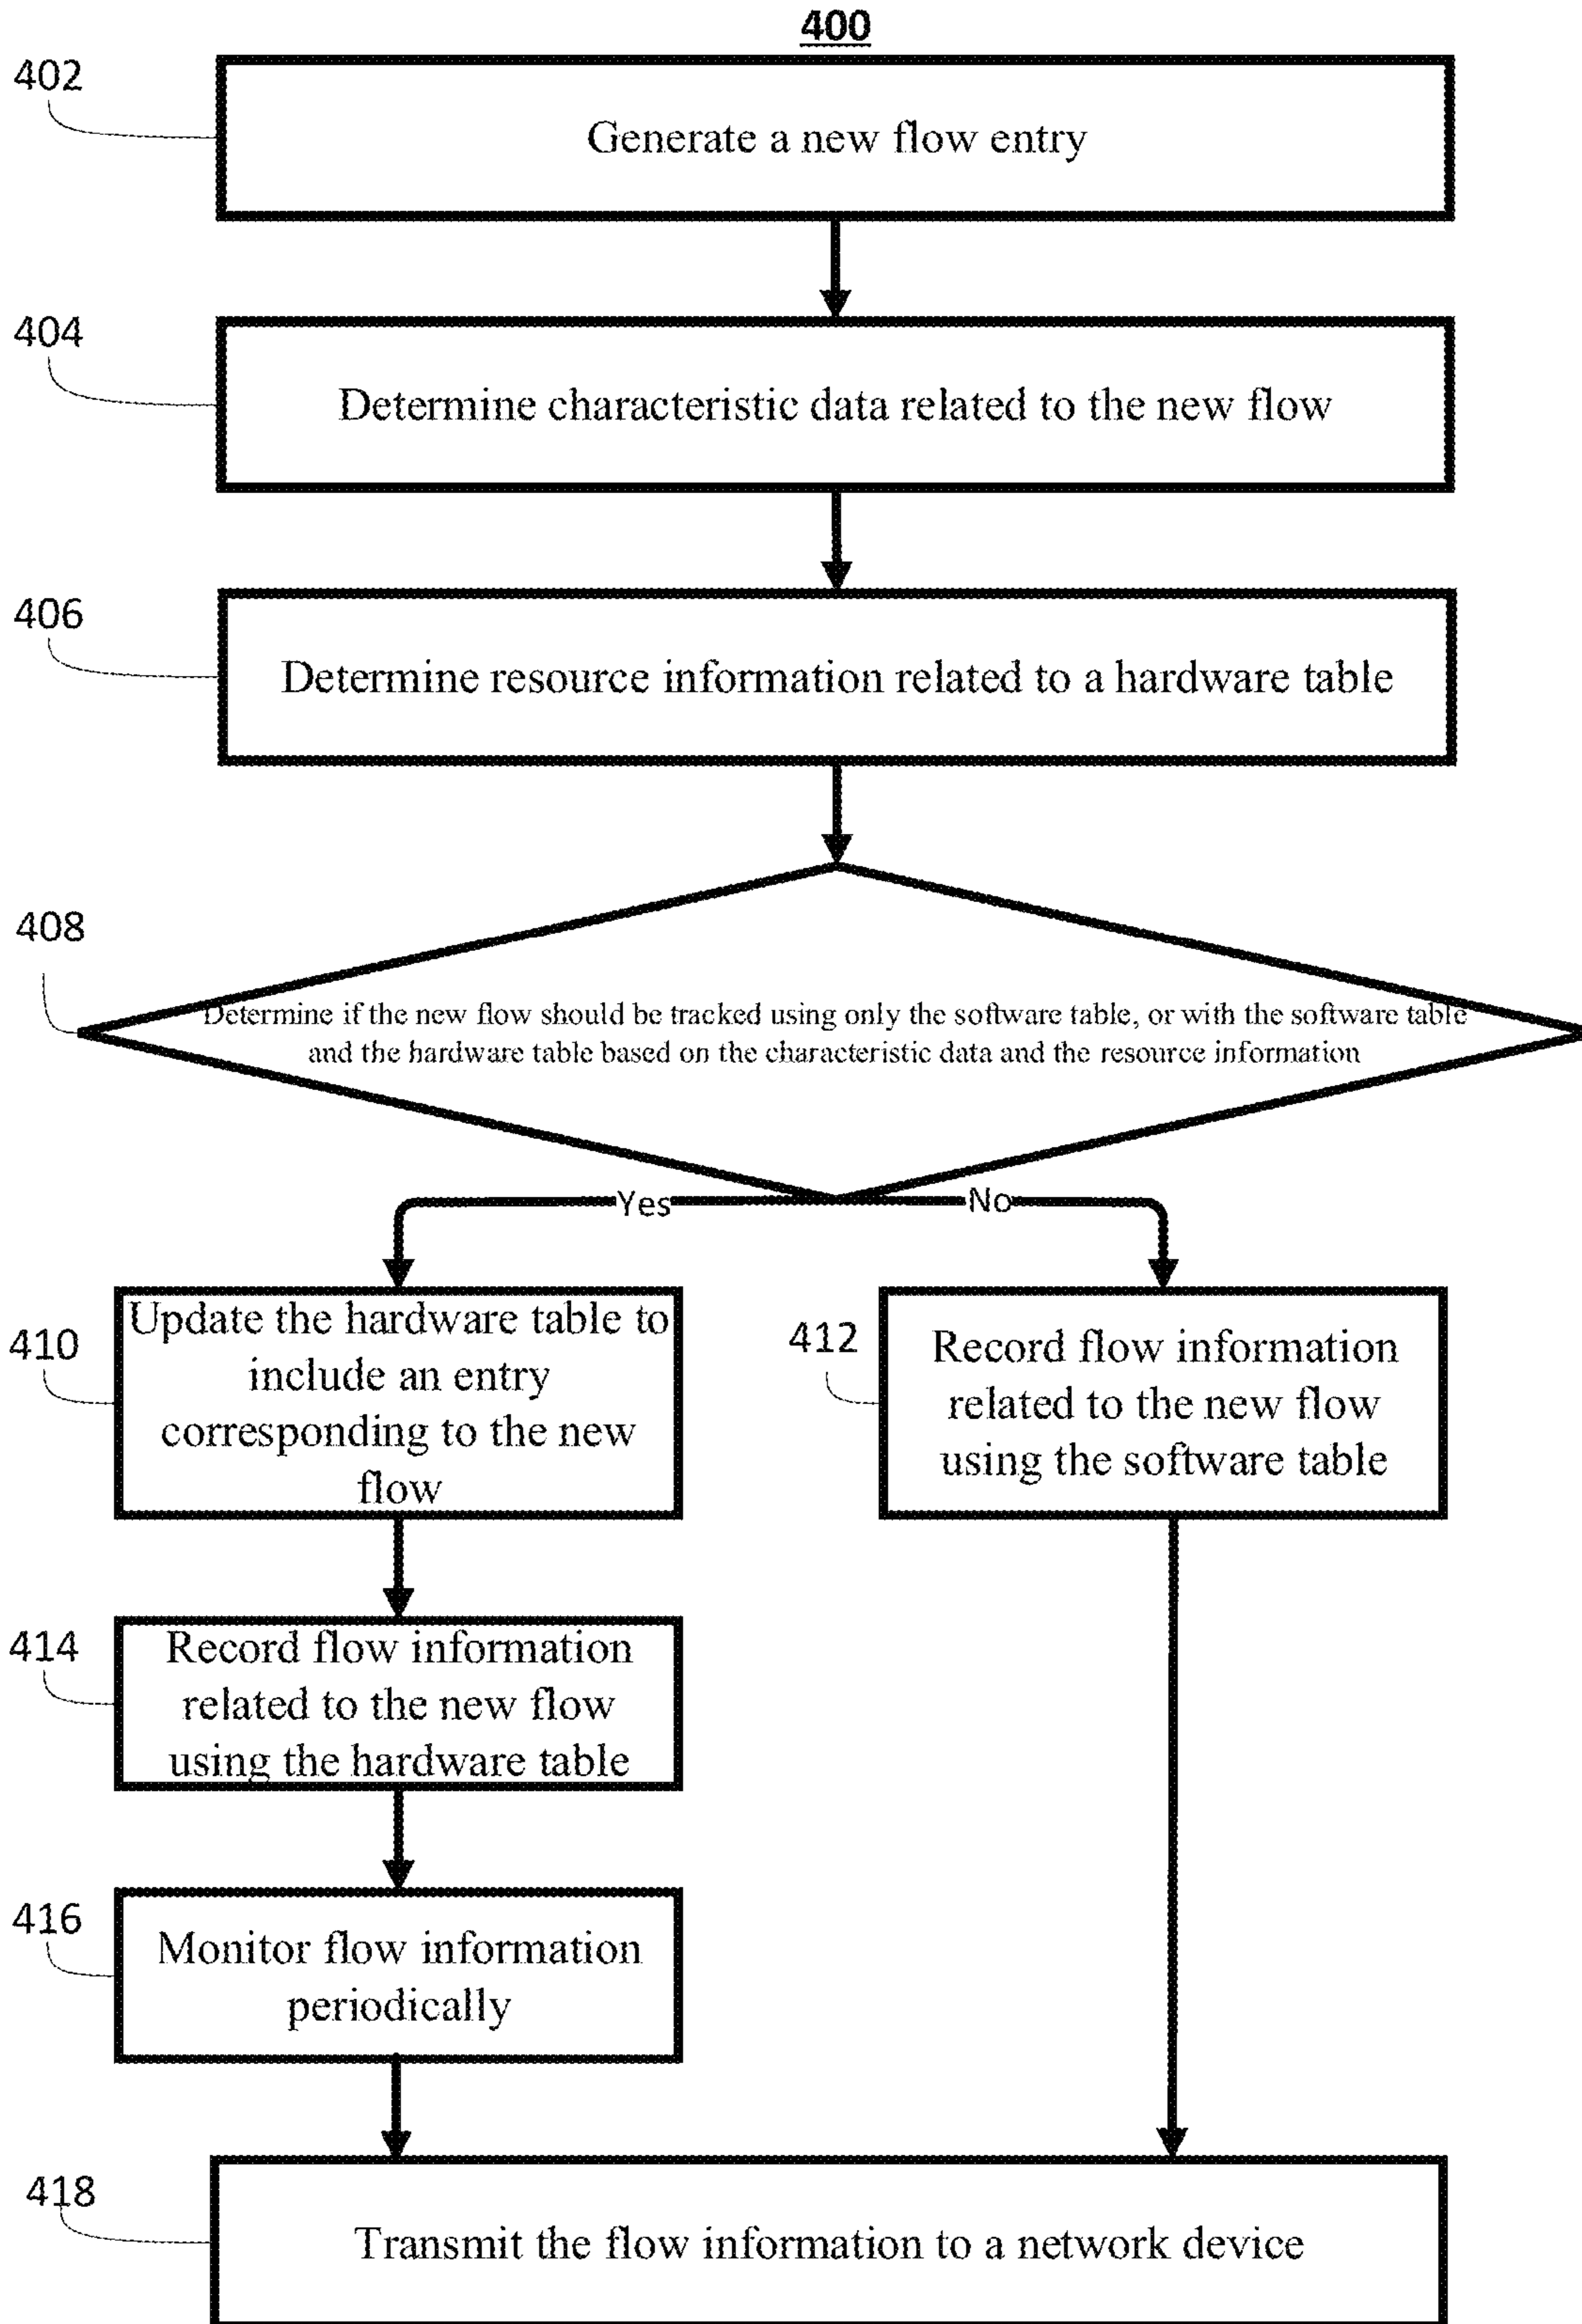 400
402
Generate a new flow entry
404
Determine characteristic data related to the new flow
406
Determine resource information related to a hardware table
408
Determine if the new flow should be tracked using only the software table, or with the software table
and the hardware table based on the characteristic data and the resource information
Yes
No
410
Update the hardware table to
include an entry
corresponding to the new
flow
412
Record flow information
related to the new flow
using the software table
414
Record flow information
related to the new flow
using the hardware table
416
Monitor flow information
periodically
418
Transmit the flow information to a network device